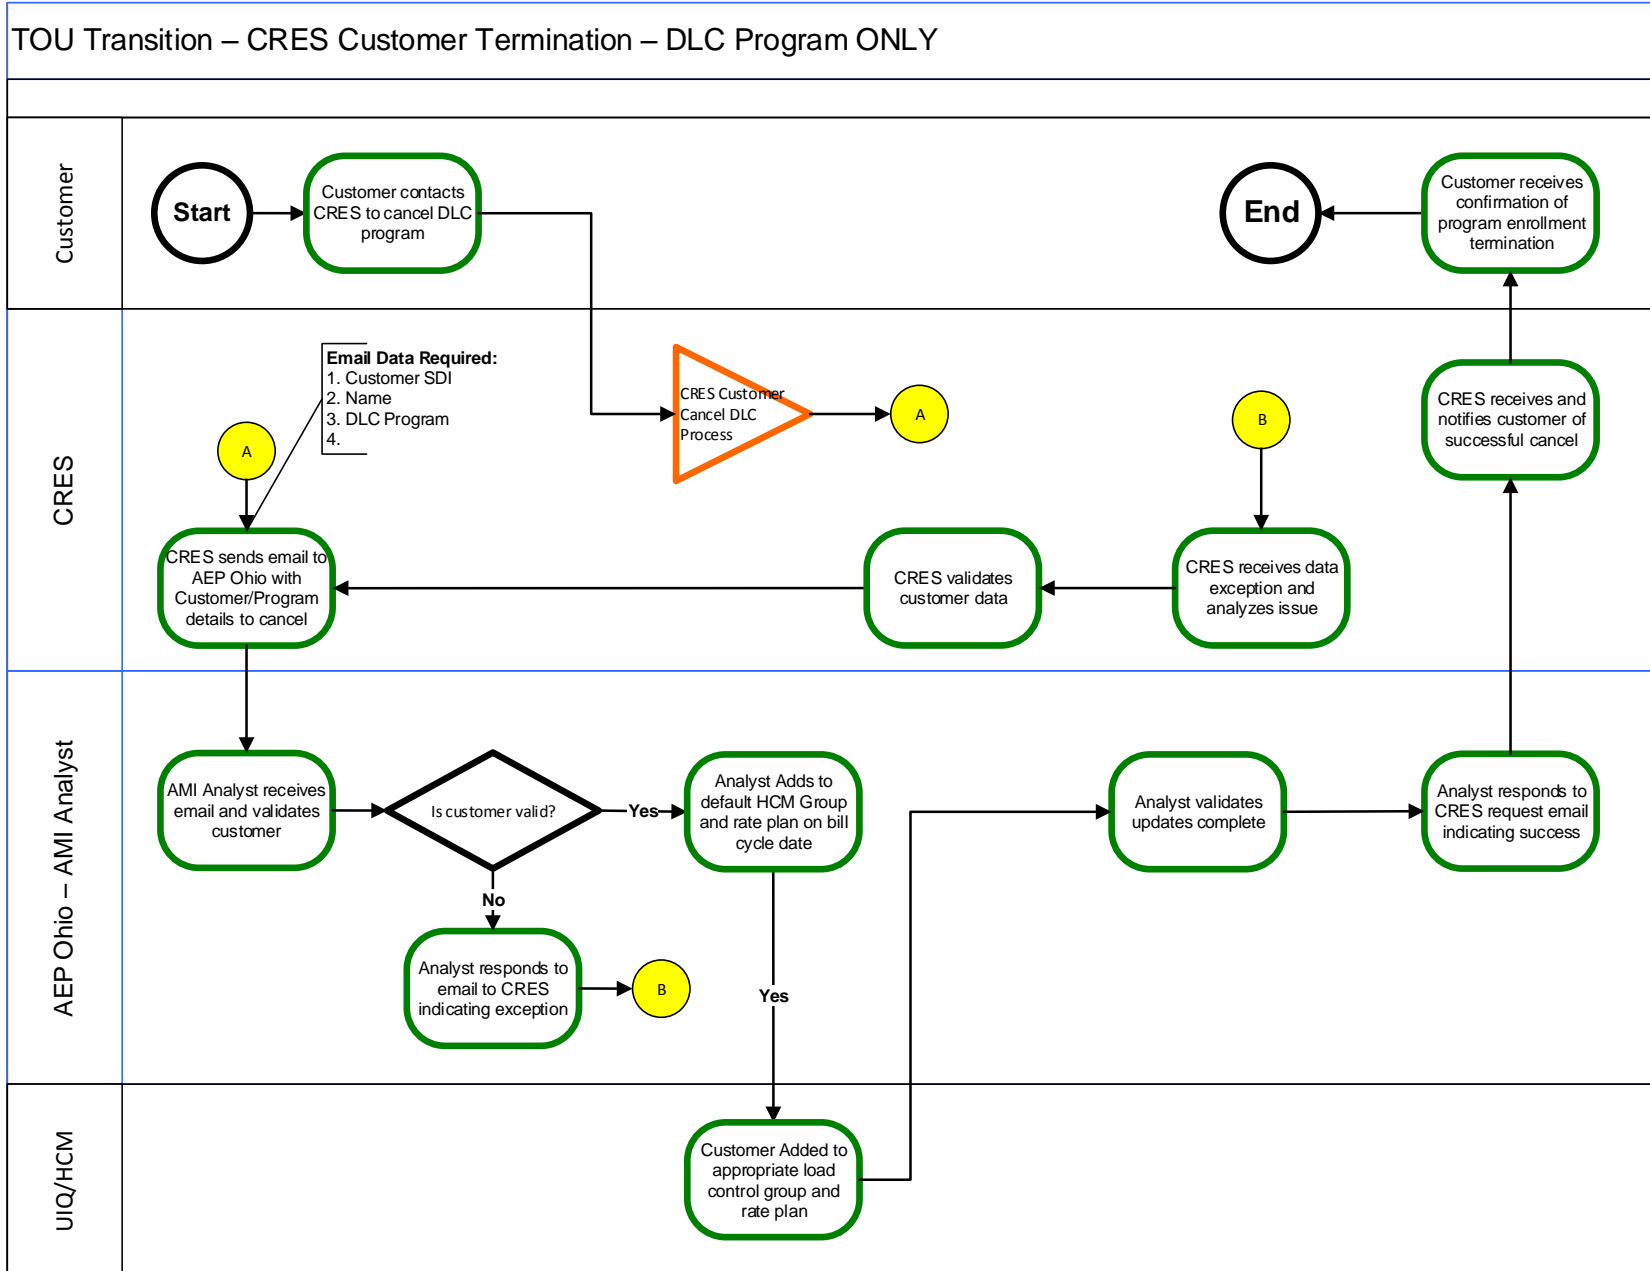 TOU Transition – CRES Customer Termination – DLC Program ONLY
Customer
Start
Customer contacts
CRES to cancel DLC
program
End
Customer receives
confirmation of
program enrollment
termination
CRES
Email Data Required:
1. Customer SDI
2. Name
3. DLC Program
4.
A
CRES Customer
Cancel DLC
Process
A
B
CRES receives and
notifies customer of
successful cancel
CRES sends email to
AEP Ohio with
Customer/Program
details to cancel
CRES validates
customer data
CRES receives data
exception and
analyzes issue
AEP Ohio – AMI Analyst
AMI Analyst receives
email and validates
customer
Is customer valid?
Yes
Analyst Adds to
default HCM Group
and rate plan on bill
cycle date
Analyst validates
updates complete
Analyst responds to
CRES request email
indicating success
No
Analyst responds to
email to CRES
indicating exception
B
Yes
UIQ/HCM
Customer Added to
appropriate load
control group and
rate plan